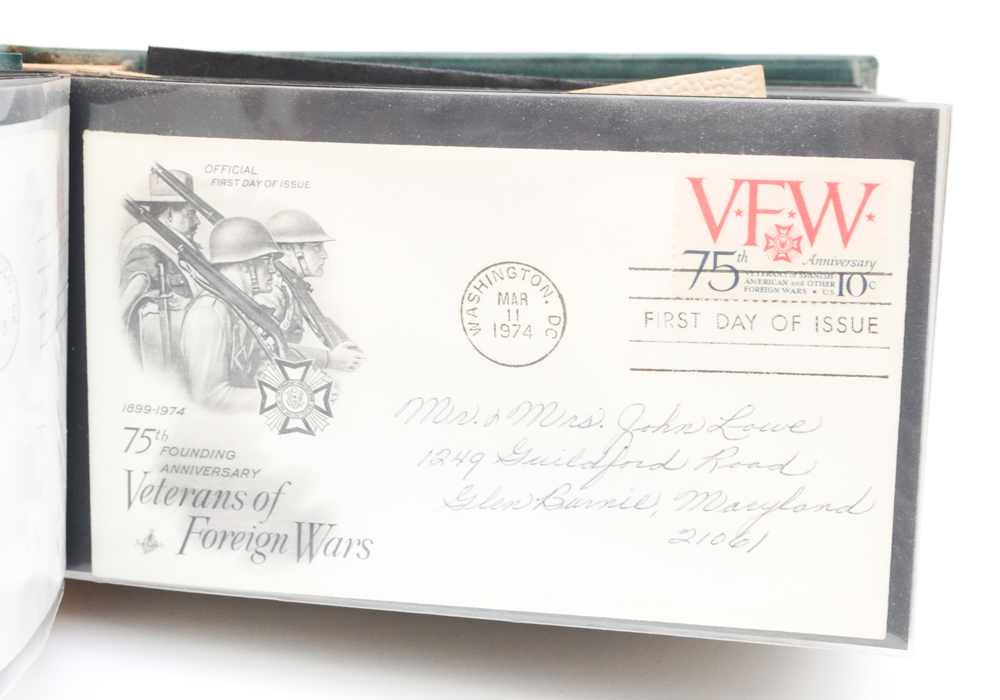 OFFICIAL
FIRST DAY OF ISSUE
VFW
75th Anniversary
VETERANS OF SPANISH-
AMERICAN and OTHER
FOREIGN WARS ★ U.S. 10c
WASHINGTON, DC
MAR
11
1974
FIRST DAY OF ISSUE
Mr. & Mrs. John Lowe
1249 Guildford Road
Glen Burnie, Maryland
21061
1899-1974
75th
FOUNDING
ANNIVERSARY
Veterans of
Foreign Wars